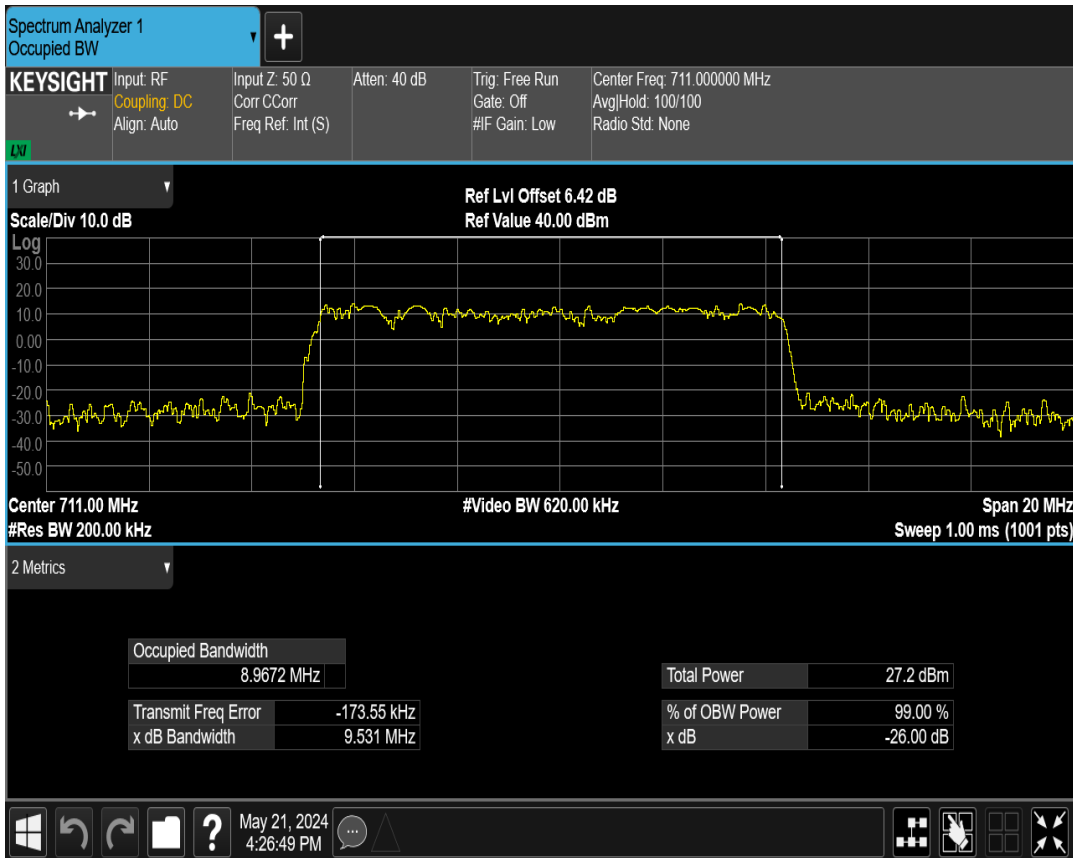 Spectrum Analyzer 1
Occupied BW
+
KEYSIGHT
LXI
Input: RF
Coupling: DC
Align: Auto
Input Z: 50 Ω
Corr CCorr
Freq Ref: Int (S)
Atten: 40 dB
Trig: Free Run
Gate: Off
#IF Gain: Low
Center Freq: 711.000000 MHz
Avg|Hold: 100/100
Radio Std: None
1 Graph
Scale/Div 10.0 dB
Ref Lvl Offset 6.42 dB
Ref Value 40.00 dBm
Log
30.0
20.0
10.0
0.00
-10.0
-20.0
-30.0
-40.0
-50.0
Center 711.00 MHz
#Video BW 620.00 kHz
Span 20 MHz
#Res BW 200.00 kHz
Sweep 1.00 ms (1001 pts)
2 Metrics
Occupied Bandwidth
8.9672 MHz
Total Power 27.2 dBm
Transmit Freq Error -173.55 kHz
% of OBW Power 99.00 %
x dB Bandwidth 9.531 MHz
x dB -26.00 dB
?
May 21, 2024
4:26:49 PM